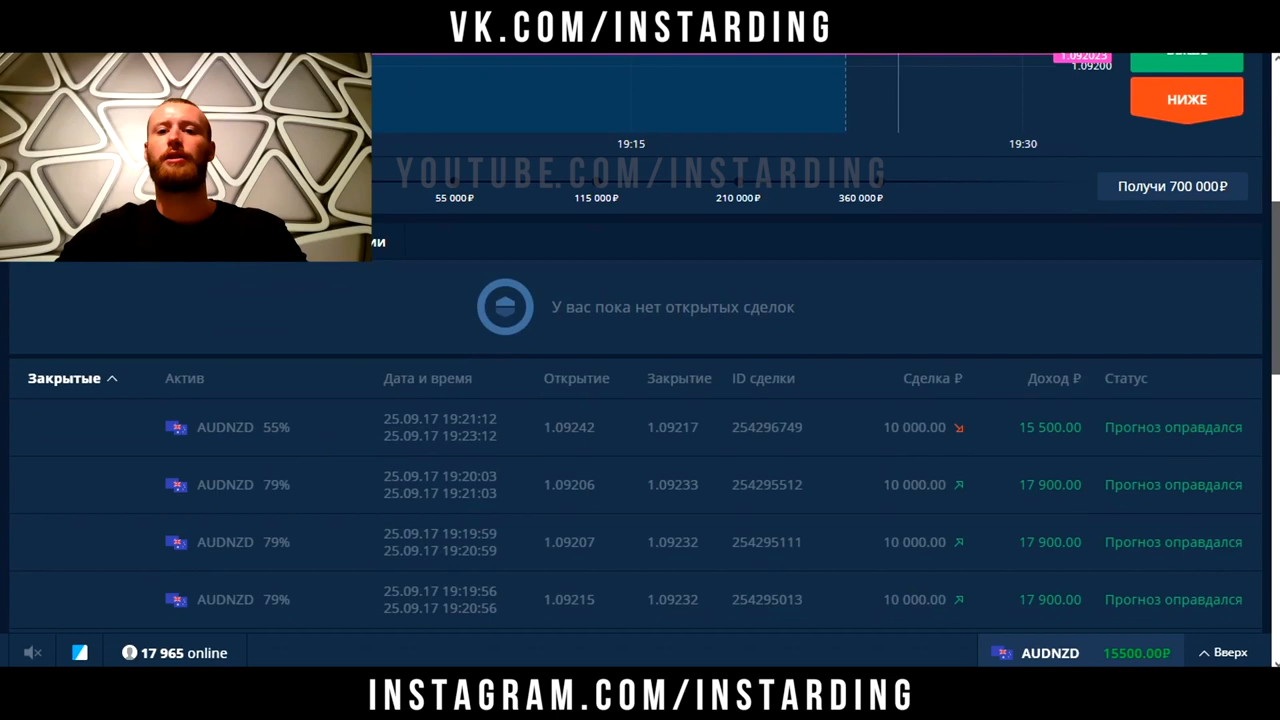 VK.COM/INSTARDING
1.092023
1.09200
НИЖЕ
19:15
19:30
YOUTUBE.COM/INSTARDING
55 000₽
115 000₽
210 000₽
360 000₽
Получи 700 000₽
ии
У вас пока нет открытых сделок
Закрытые Актив Дата и время Открытие Закрытие ID сделки Сделка ₽ Доход ₽ Статус
25.09.17 19:21:12
AUDNZD 55% 1.09242 1.09217 254296749 10 000.00 15 500.00 Прогноз оправдался
25.09.17 19:23:12
25.09.17 19:20:03
AUDNZD 79% 1.09206 1.09233 254295512 10 000.00 17 900.00 Прогноз оправдался
25.09.17 19:21:03
25.09.17 19:19:59
AUDNZD 79% 1.09207 1.09232 254295111 10 000.00 17 900.00 Прогноз оправдался
25.09.17 19:20:59
25.09.17 19:19:56
AUDNZD 79% 1.09215 1.09232 254295013 10 000.00 17 900.00 Прогноз оправдался
25.09.17 19:20:56
17 965 online
AUDNZD 15500.00₽
Вверх
INSTAGRAM.COM/INSTARDING